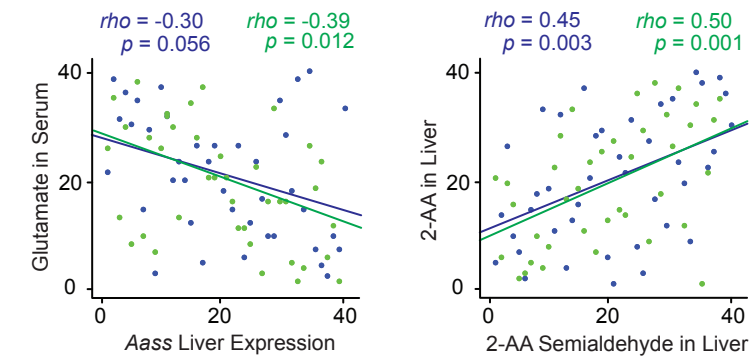 rho = -0.30
p = 0.056
rho = -0.39
p = 0.012
40
20
0
Glutamate in Serum
0 20 40
Aass Liver Expression
rho = 0.45
p = 0.003
rho = 0.50
p = 0.001
40
20
0
2-AA in Liver
0 20 40
2-AA Semialdehyde in Liver